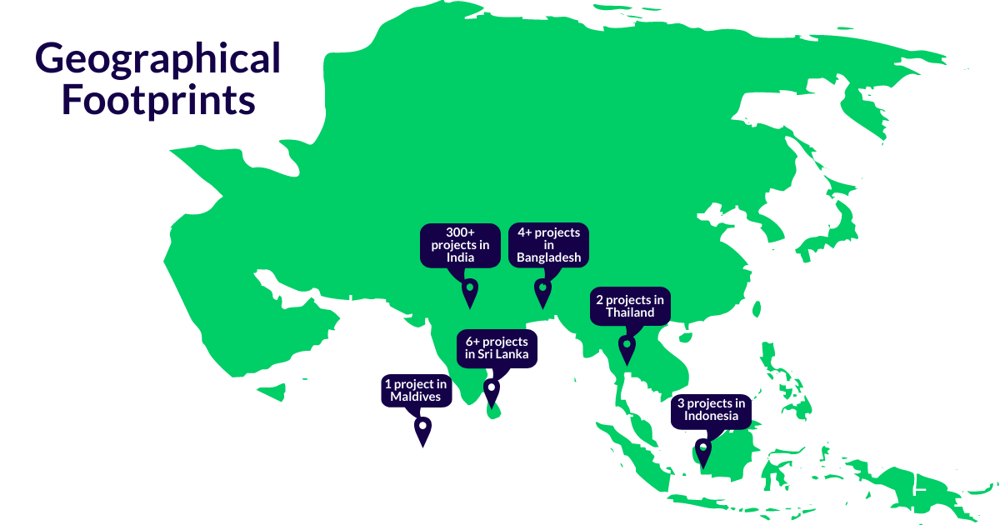 Geographical
Footprints
300+
projects in
India
4+ projects
in
Bangladesh
2 projects in
Thailand
6+ projects
in Sri Lanka
1 project in
Maldives
3 projects in
Indonesia